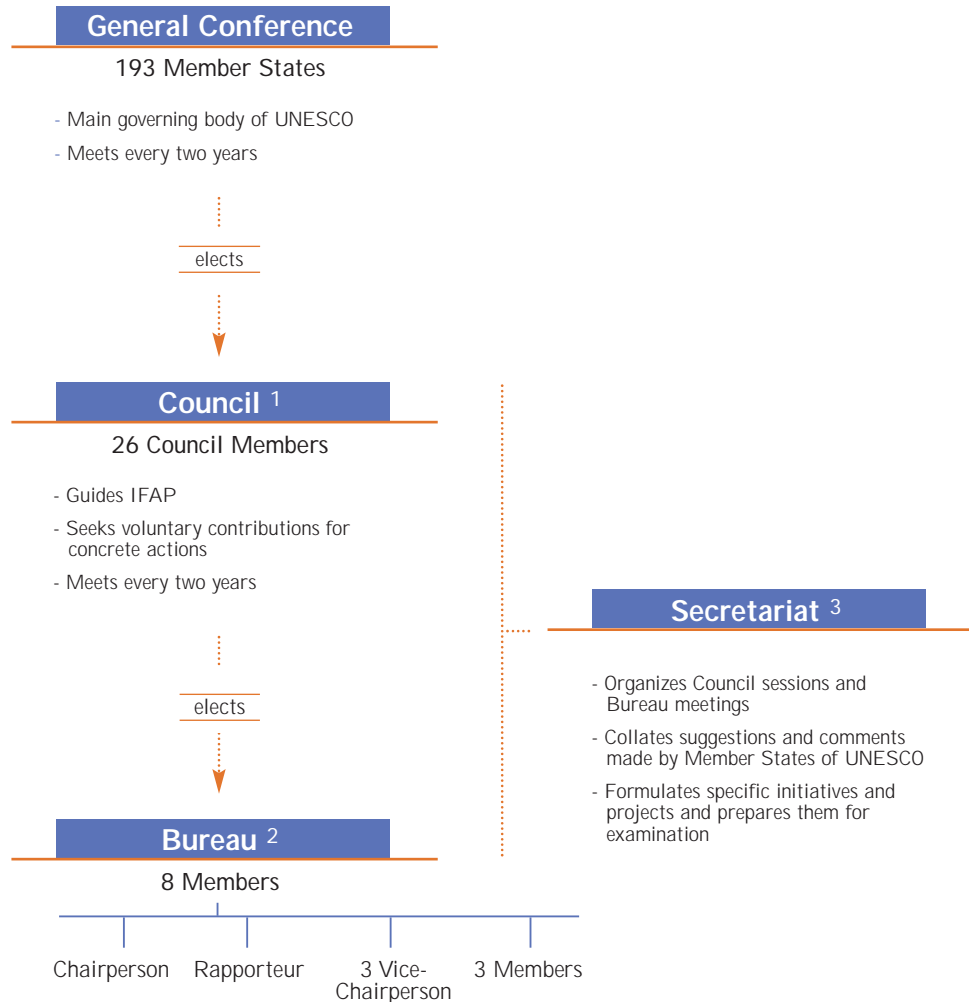 General Conference
193 Member States
- Main governing body of UNESCO
- Meets every two years
elects
Council 1
26 Council Members
- Guides IFAP
- Seeks voluntary contributions for
concrete actions
- Meets every two years
elects
Bureau 2
8 Members
Chairperson
Rapporteur
3 Vice-
Chairperson
3 Members
Secretariat 3
- Organizes Council sessions and
Bureau meetings
- Collates suggestions and comments
made by Member States of UNESCO
- Formulates specific initiatives and
projects and prepares them for
examination